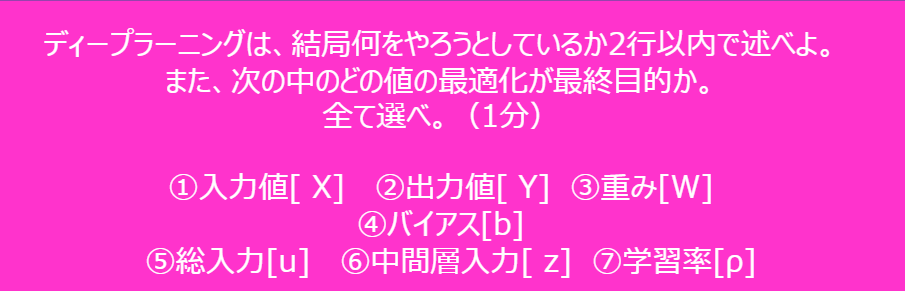 ディープラーニングは、結局何をやろうとしているか2行以内で述べよ。
また、次の中のどの値の最適化が最終目的か。
全て選べ。（1分）
①入力値[ X]　②出力値[ Y]　③重み[W]
④バイアス[b]
⑤総入力[u]　⑥中間層入力[ z]　⑦学習率[ρ]